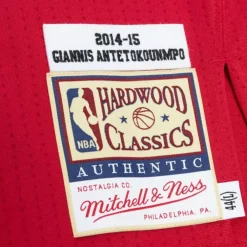 2014-15
GIANNIS ANTETOKOUNMPO
HARDWOOD
NBA
CLASSICS
AUTHENTIC
NOSTALGIA CO.
Mitchell & Ness
PHILADELPHIA, PA.
44(L)